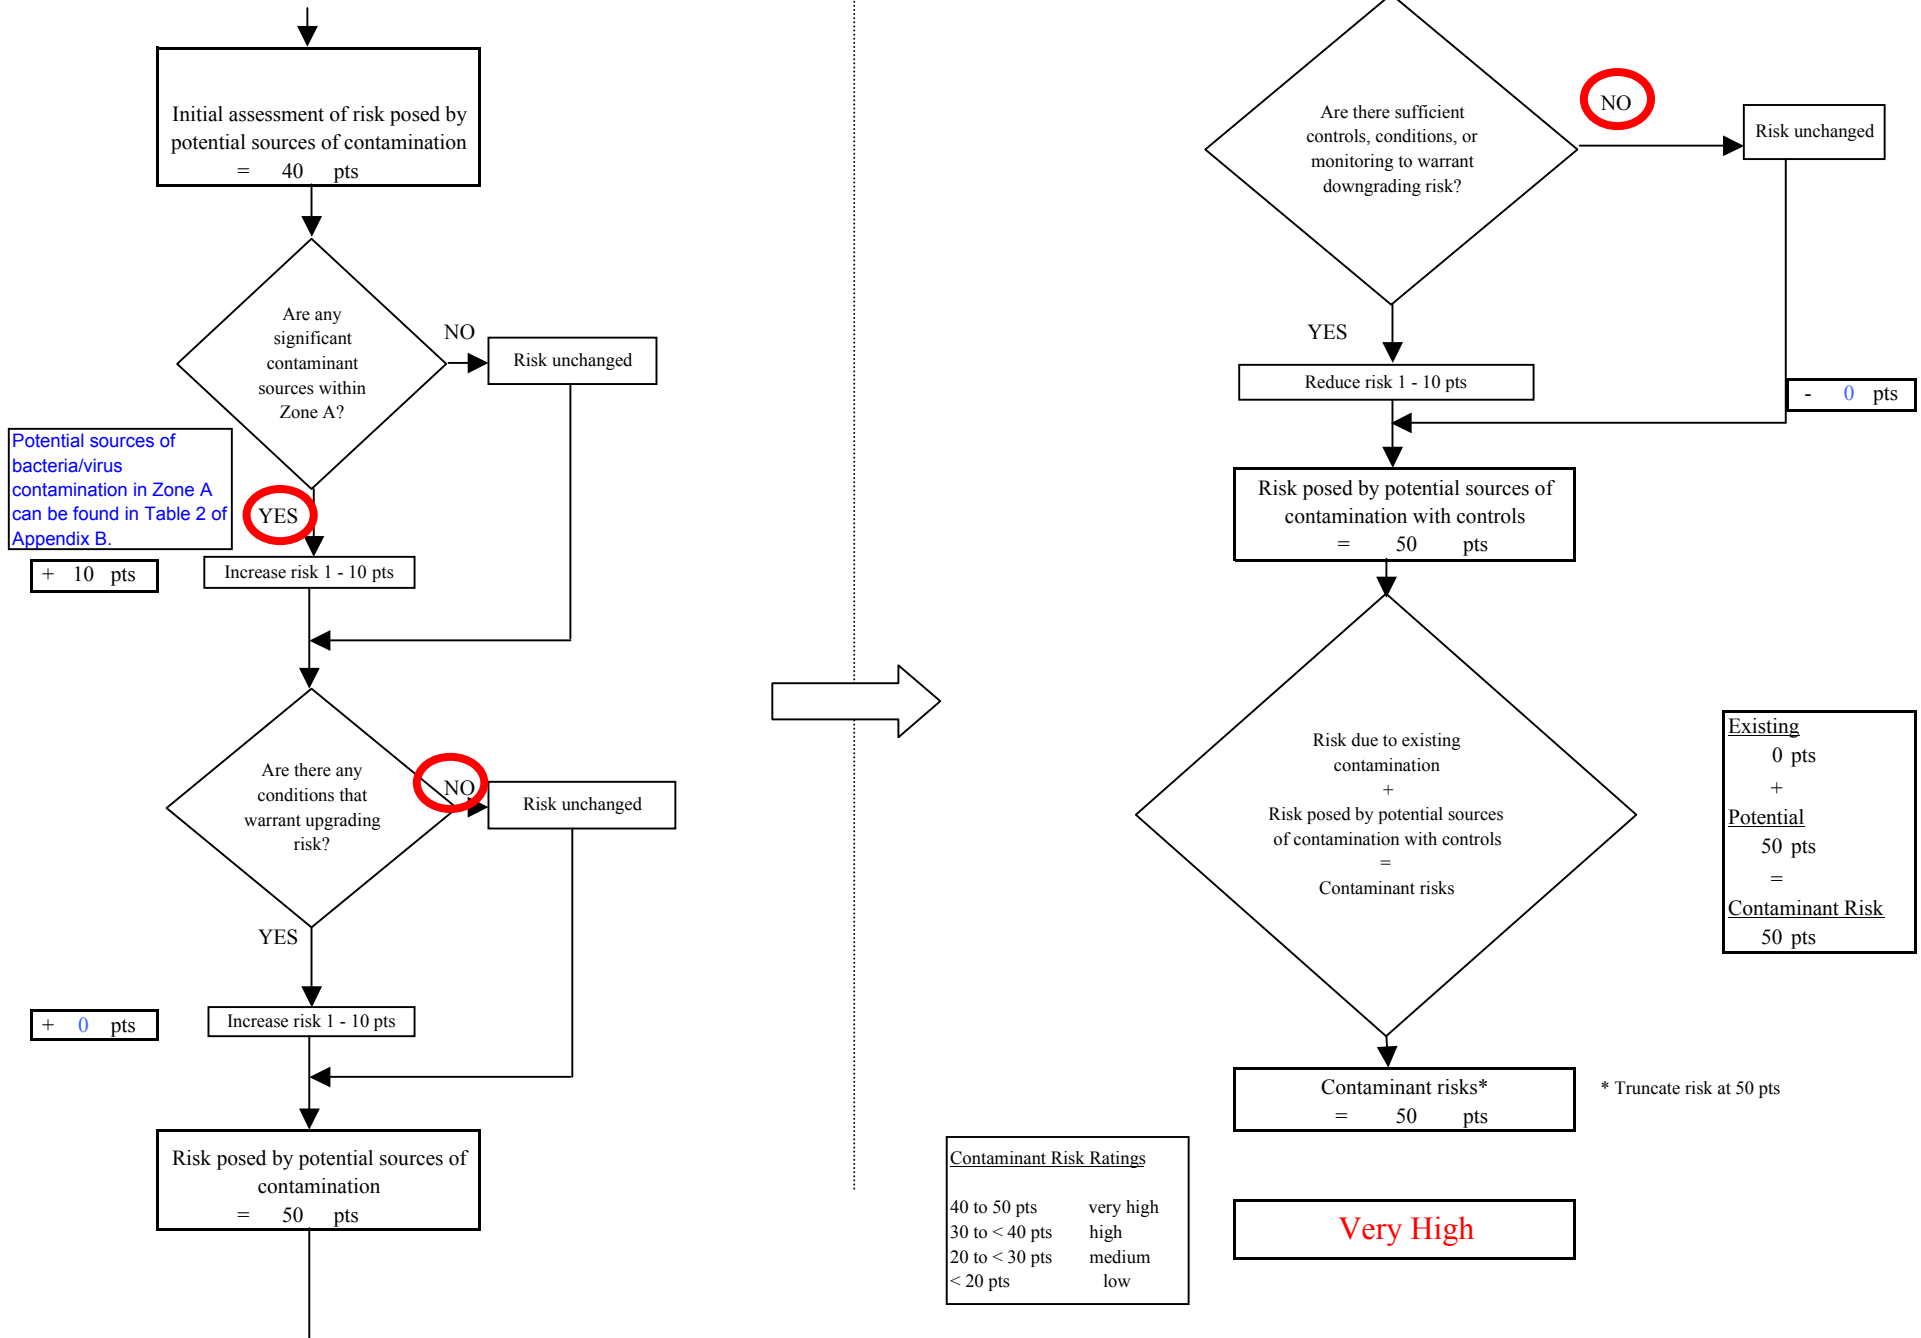 Initial assessment of risk posed by
potential sources of contamination
= 40 pts
Are any
significant
contaminant
sources within
Zone A?
NO
Risk unchanged
Potential sources of
bacteria/virus
contamination in Zone A
can be found in Table 2 of
Appendix B.
YES
+ 10 pts
Increase risk 1 - 10 pts
Are there any
conditions that
warrant upgrading
risk?
NO
Risk unchanged
YES
+ 0 pts
Increase risk 1 - 10 pts
Risk posed by potential sources of
contamination
= 50 pts
Are there sufficient
controls, conditions, or
monitoring to warrant
downgrading risk?
NO
Risk unchanged
YES
Reduce risk 1 - 10 pts
- 0 pts
Risk posed by potential sources of
contamination with controls
= 50 pts
Risk due to existing
contamination
+
Risk posed by potential sources
of contamination with controls
=
Contaminant risks
Existing
0 pts
+
Potential
50 pts
=
Contaminant Risk
50 pts
Contaminant risks*
= 50 pts
* Truncate risk at 50 pts
Contaminant Risk Ratings
40 to 50 pts very high
30 to < 40 pts high
20 to < 30 pts medium
< 20 pts low
Very High